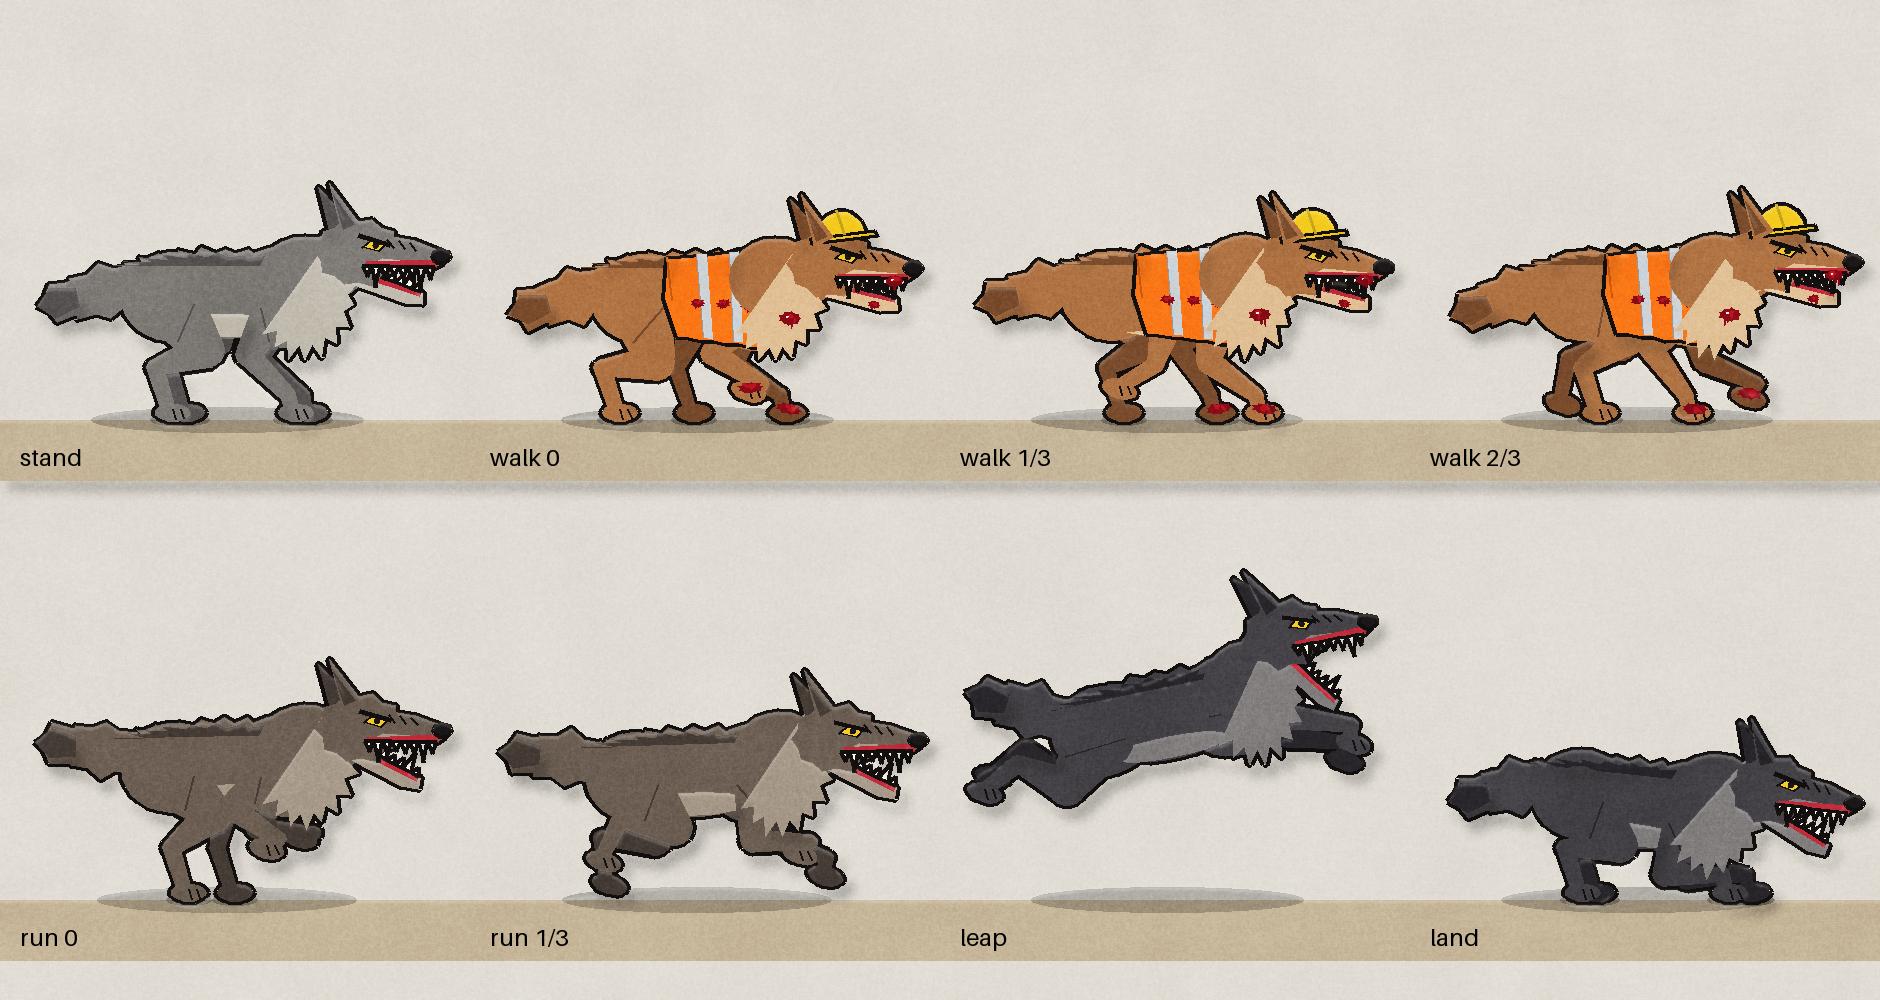 stand
walk 0
walk 1/3
walk 2/3
run 0
run 1/3
leap
land